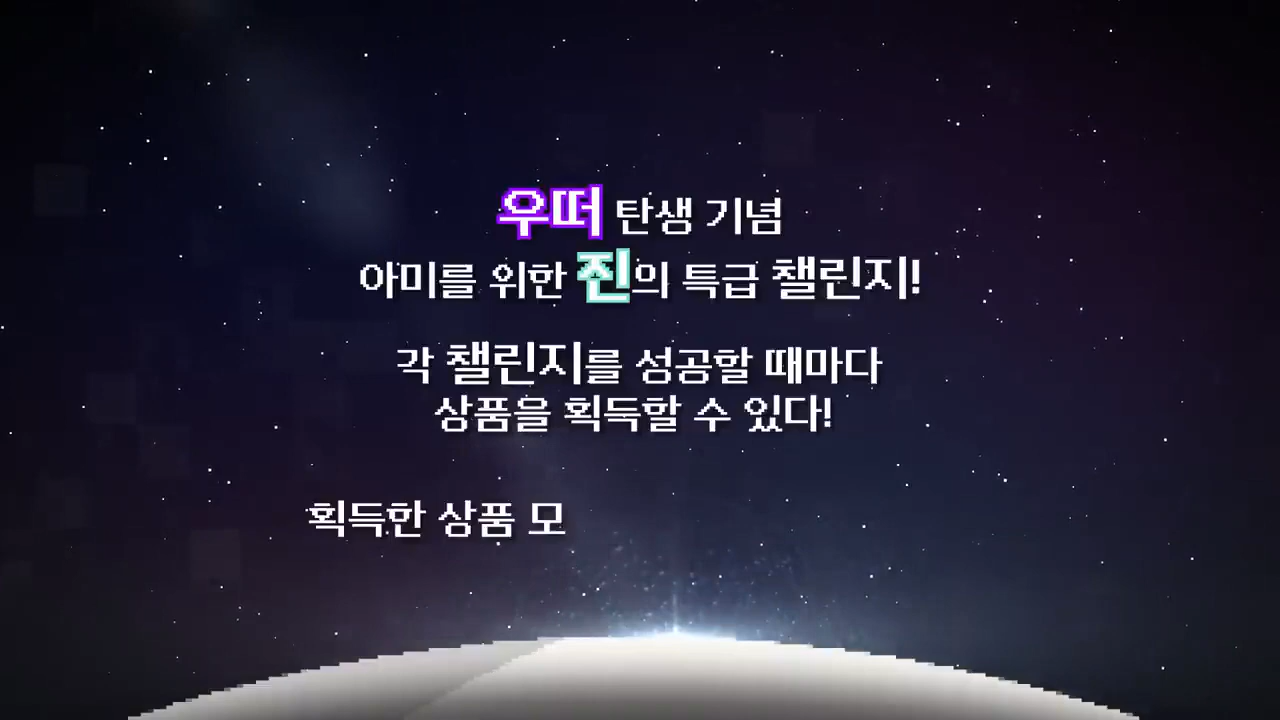 우떠 탄생 기념
아미를 위한 진의 특급 챌린지!
각 챌린지를 성공할 때마다
상품을 획득할 수 있다!
획득한 상품 모